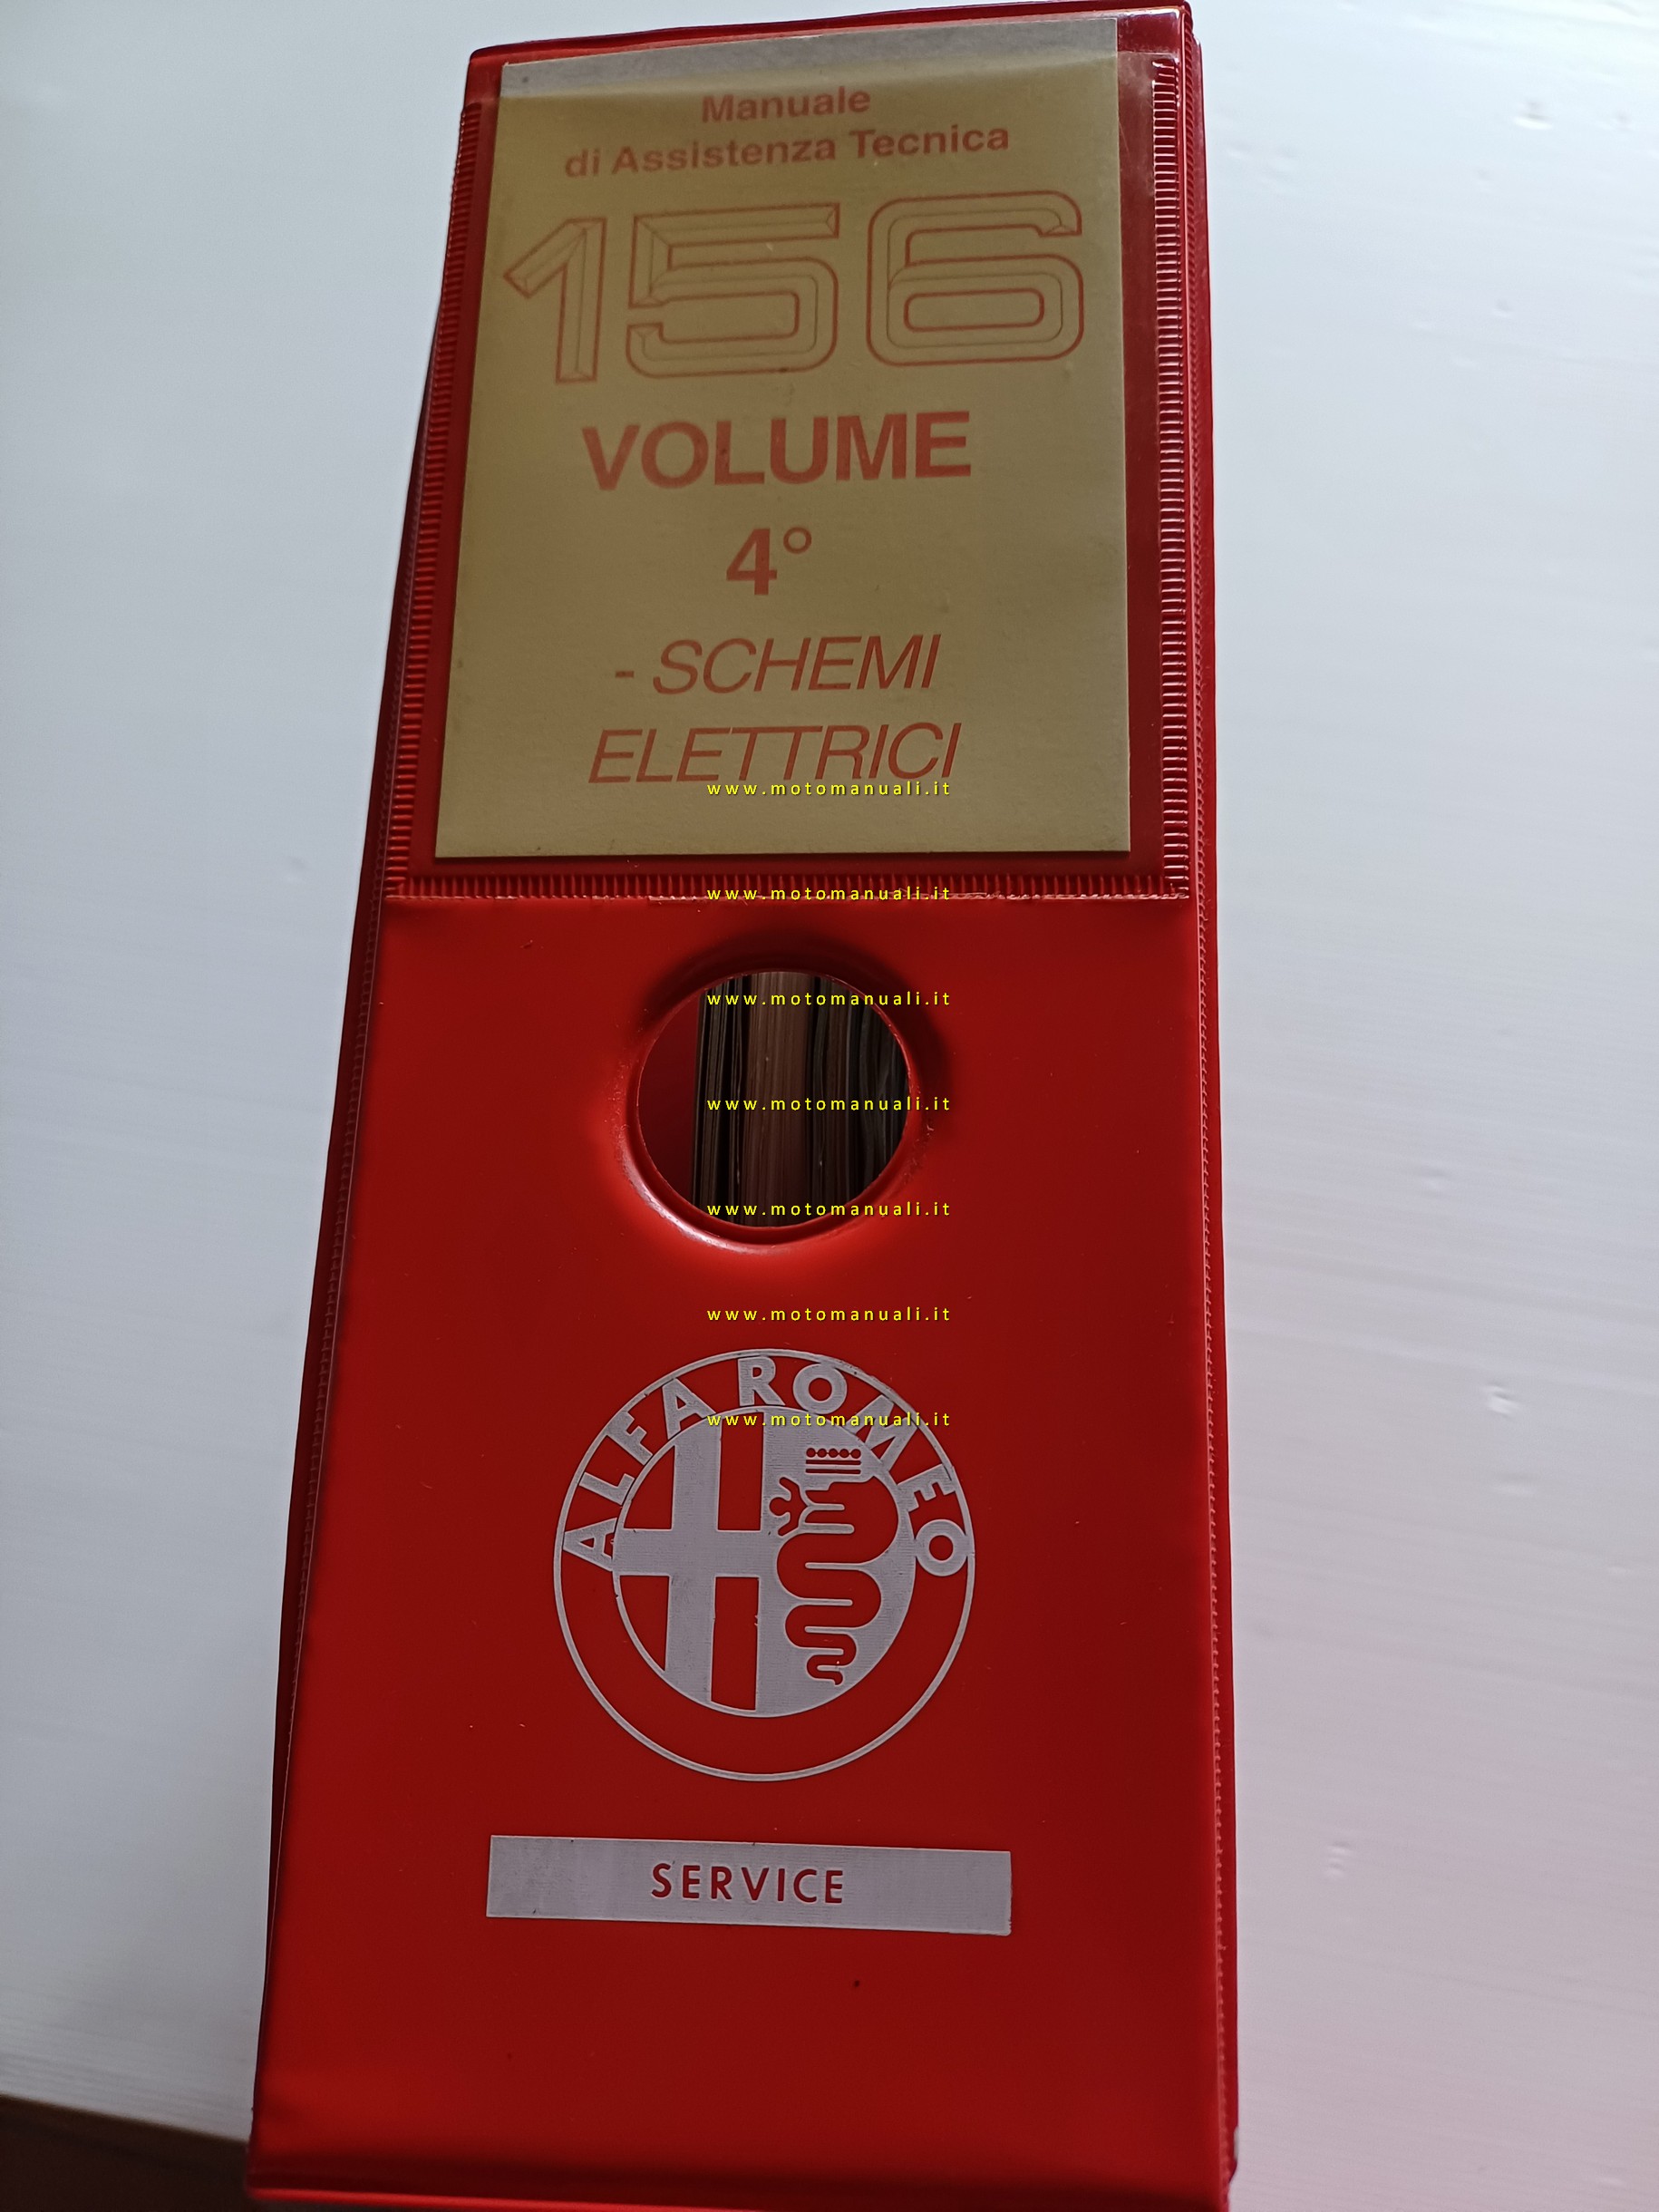 Manuale
di Assistenza Tecnica
156
VOLUME
4°
- SCHEMI
ELETTRICI
www.motomanuali.it
www.motomanuali.it
www.motomanuali.it
www.motomanuali.it
www.motomanuali.it
www.motomanuali.it
www.motomanuali.it
ALFA ROMEO
SERVICE